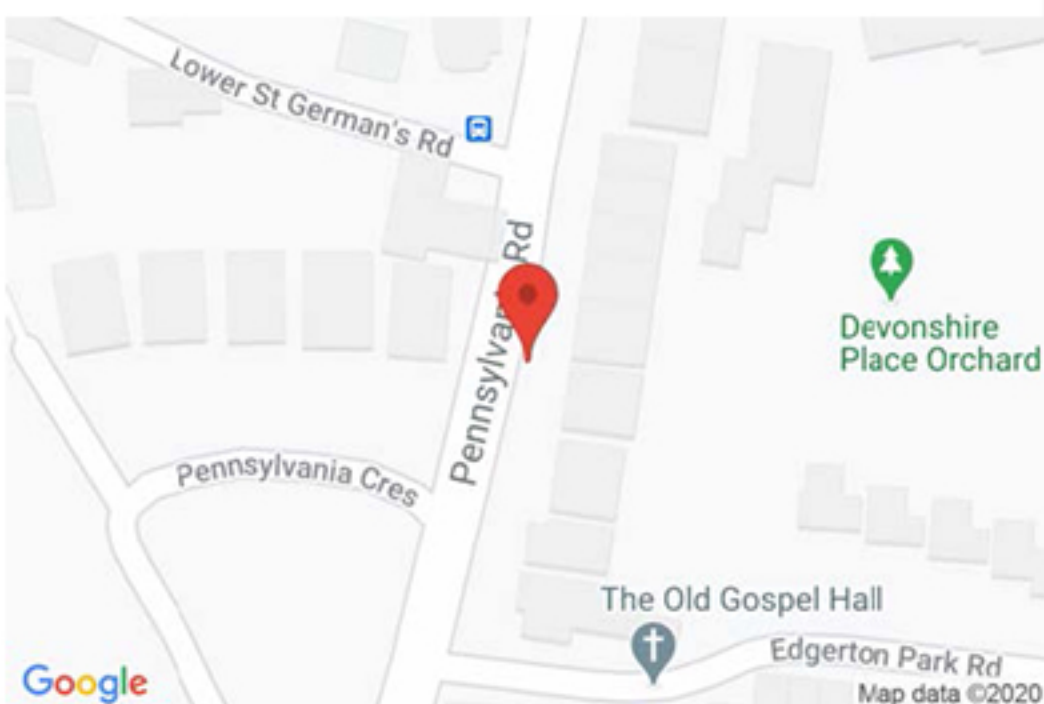 Lower St German's Rd
Pennsylvania Rd
Devonshire
Place Orchard
Pennsylvania Cres
The Old Gospel Hall
Edgerton Park Rd
Google
Map data ©2020